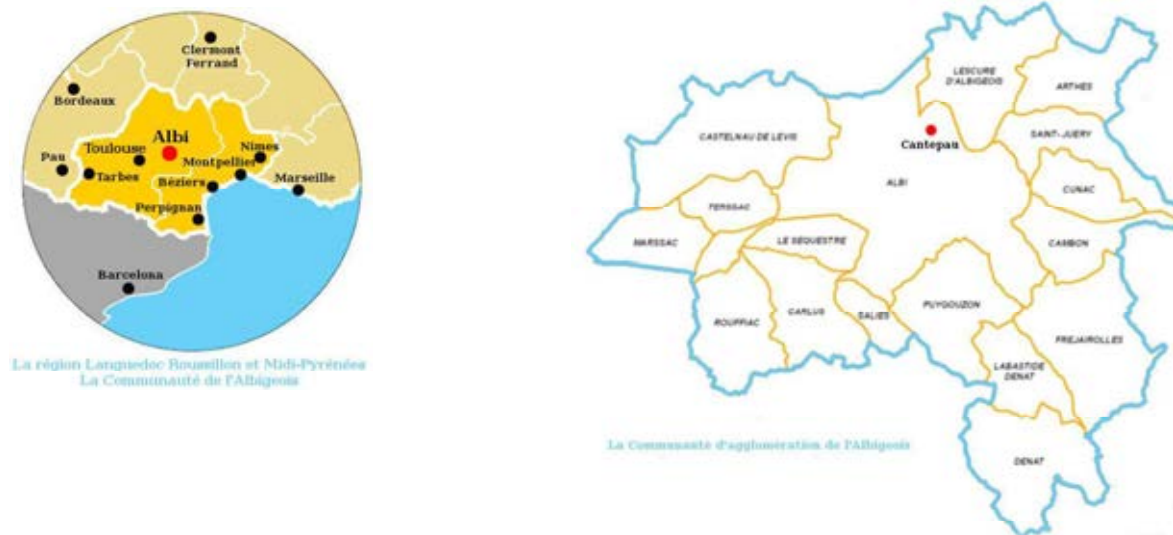 Clermont
Ferrand
Bordeaux
Albi
Toulouse
Nimes
Montpellier
Pau
Tarbes
Béziers
Marseille
Perpignan
Barcelona
La région Languedoc Roussillon et Midi-Pyrénées
La Communauté de l'Albigeois
LESCURE
D'ALBIGEOIS
ARTHES
CASTELNAU DE LEVIS
Cantepau
SAINT-JUERY
ALBI
CUNAC
TERSSAC
MARSSAC
LE SEQUESTRE
CAMBON
ROUFFIAC
CARLUS
SALIES
PUYGOUZON
FREJAIROLLES
LABASTIDE
DENAT
La Communauté d'agglomération de l'Albigeois
DENAT